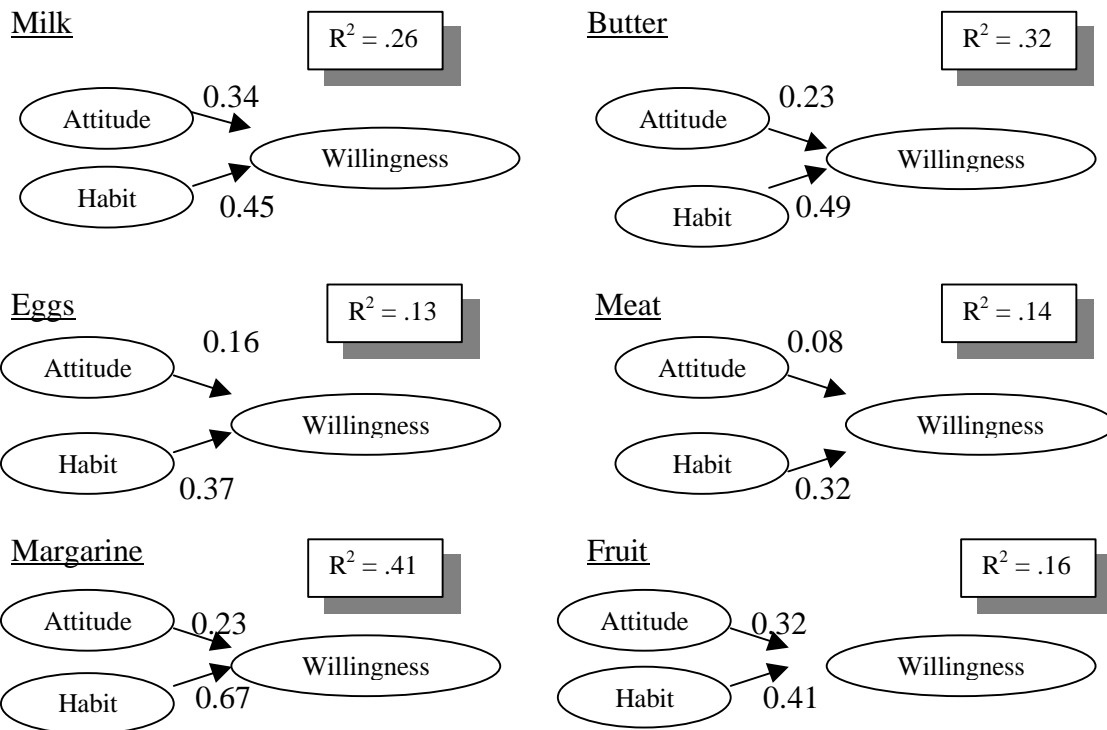 Milk
R² = .26
0.34
Attitude
Willingness
Habit
0.45
Butter
R² = .32
0.23
Attitude
Willingness
Habit
0.49
Eggs
R² = .13
0.16
Attitude
Willingness
Habit
0.37
Meat
R² = .14
0.08
Attitude
Willingness
Habit
0.32
Margarine
R² = .41
Attitude
0.23
Willingness
Habit
0.67
Fruit
R² = .16
Attitude
0.32
Willingness
Habit
0.41